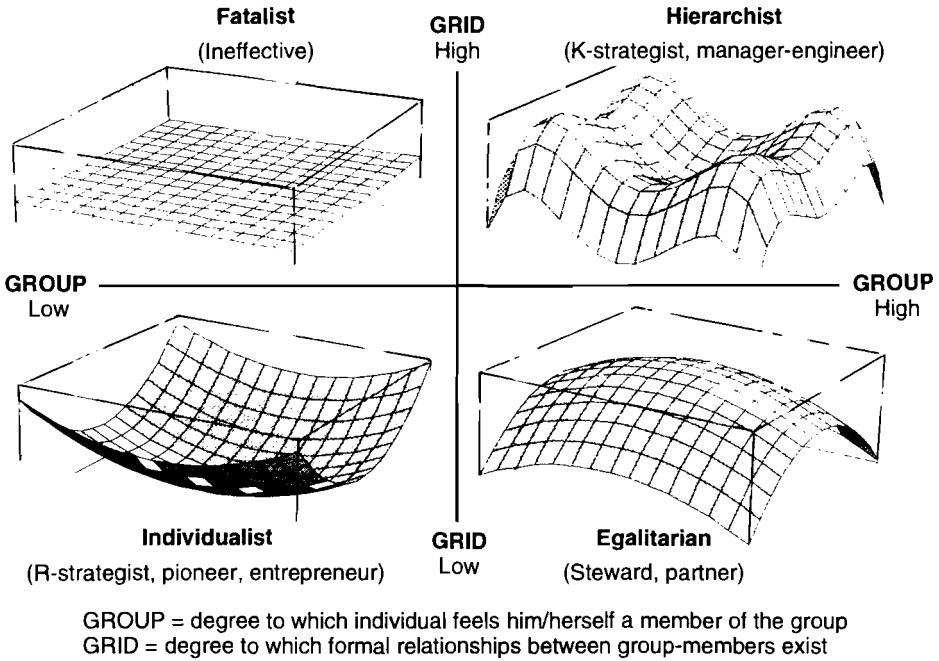 Fatalist
(Ineffective)
GRID
High
Hierarchist
(K-strategist, manager-engineer)
GROUP
Low
GROUP
High
Individualist
(R-strategist, pioneer, entrepreneur)
GRID
Low
Egalitarian
(Steward, partner)
GROUP = degree to which individual feels him/herself a member of the group
GRID = degree to which formal relationships between group-members exist